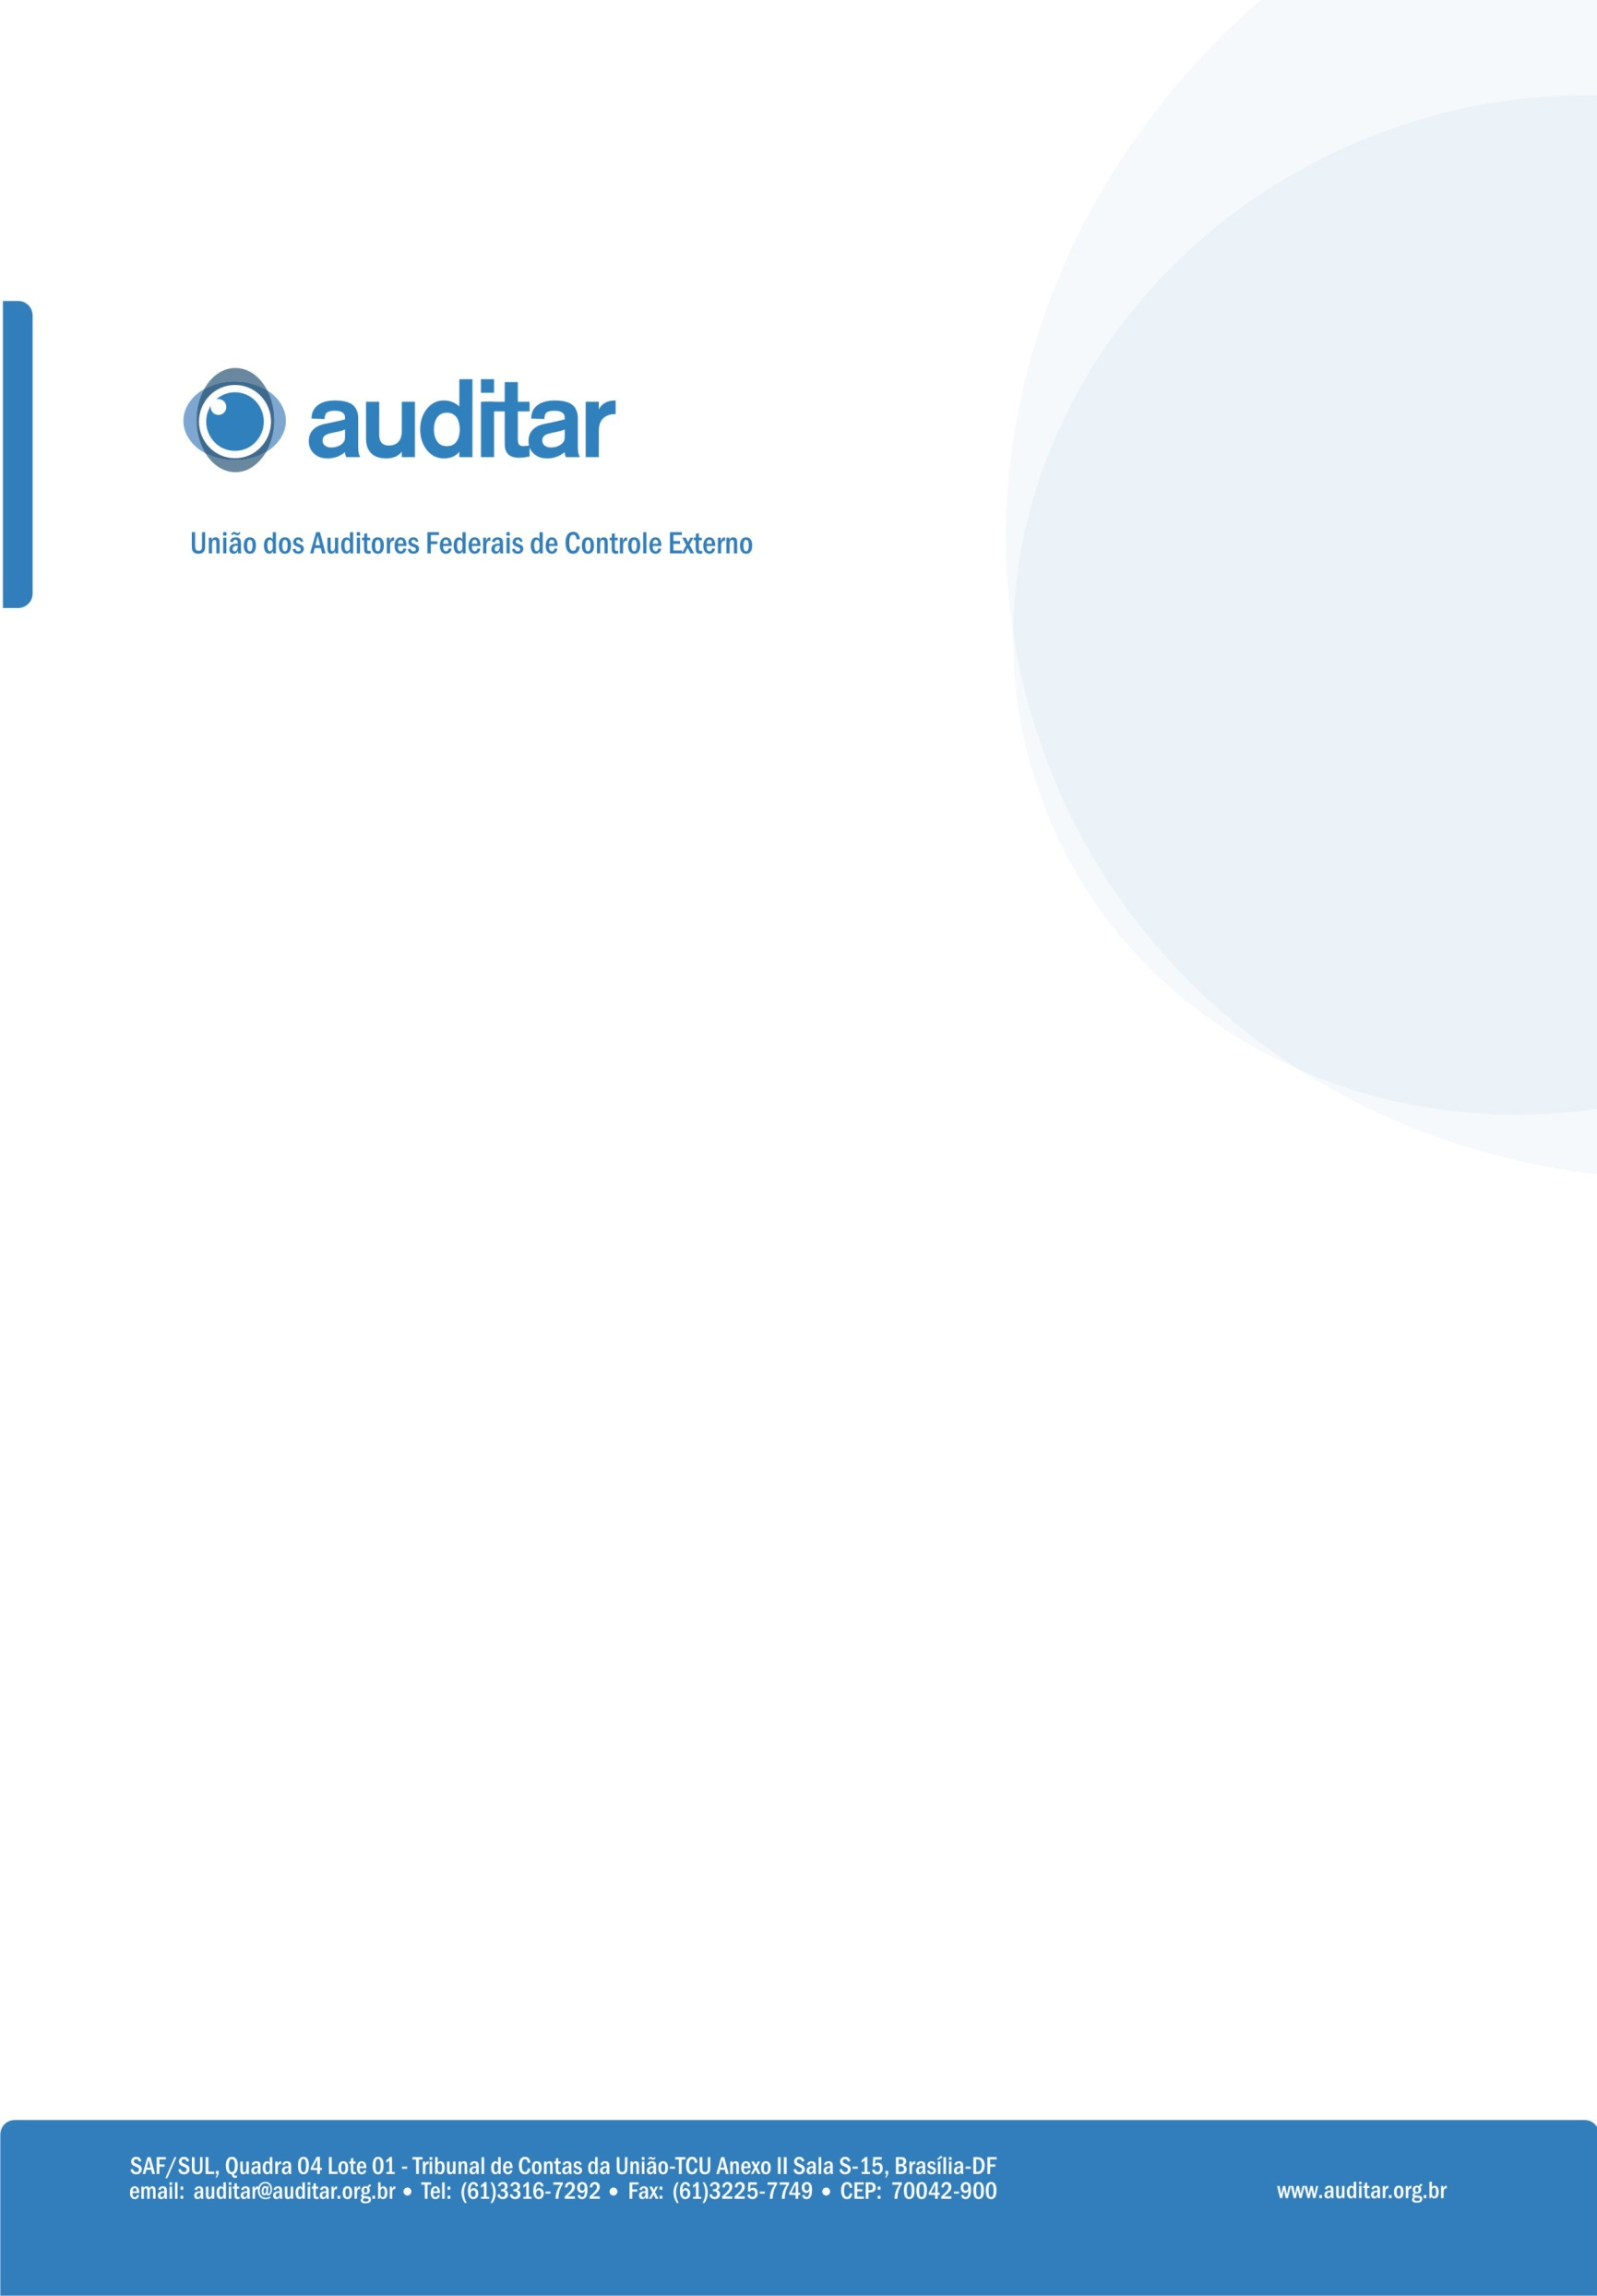 auditar
União dos Auditores Federais de Controle Externo
SAF/SUL, Quadra 04 Lote 01 - Tribunal de Contas da União-TCU Anexo II Sala S-15, Brasília-DF
email: auditar@auditar.org.br • Tel: (61)3316-7292 • Fax: (61)3225-7749 • CEP: 70042-900
www.auditar.org.br